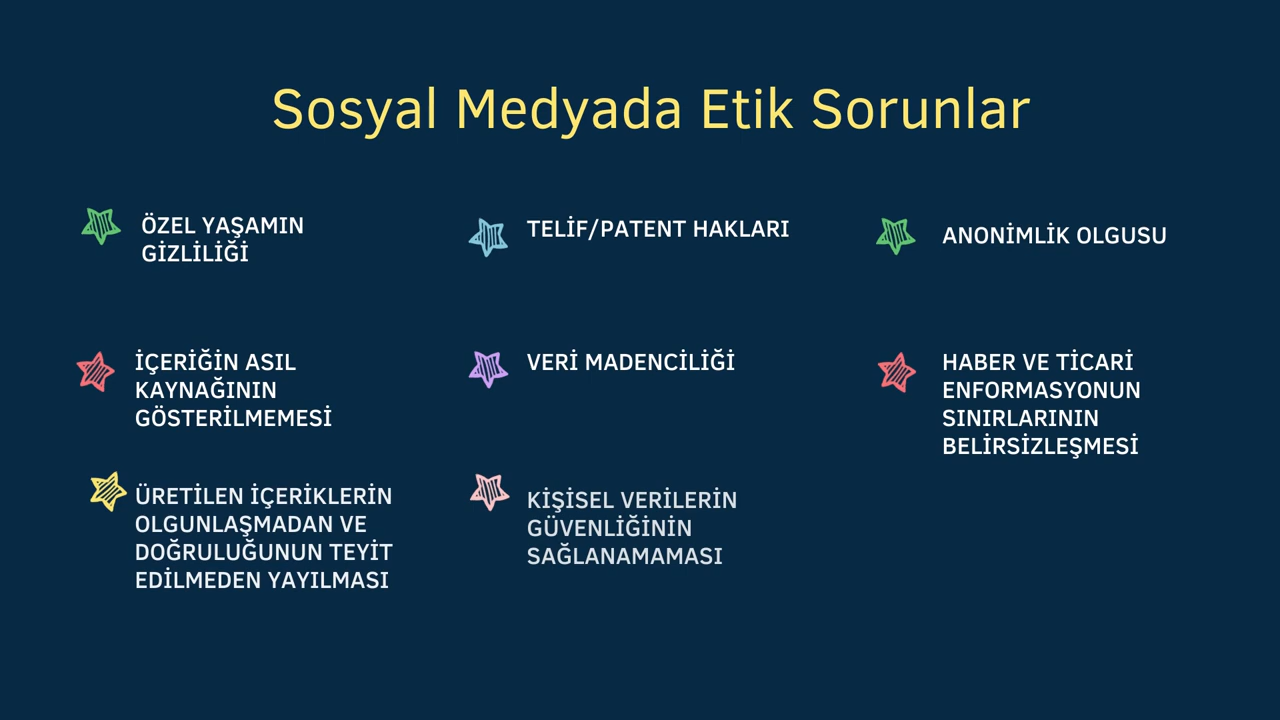 Sosyal Medyada Etik Sorunlar
ÖZEL YAŞAMIN
GİZLİLİĞİ
TELİF/PATENT HAKLARI
ANONİMLİK OLGUSU
İÇERİĞİN ASIL
KAYNAĞININ
GÖSTERİLMEMESİ
VERİ MADENCİLİĞİ
HABER VE TİCARİ
ENFORMASYONUN
SINIRLARININ
BELİRSİZLEŞMESİ
ÜRETİLEN İÇERİKLERİN
OLGUNLAŞMADAN VE
DOĞRULUĞUNUN TEYİT
EDİLMEDEN YAYILMASI
KİŞİSEL VERİLERİN
GÜVENLİĞİNİN
SAĞLANAMAMASI